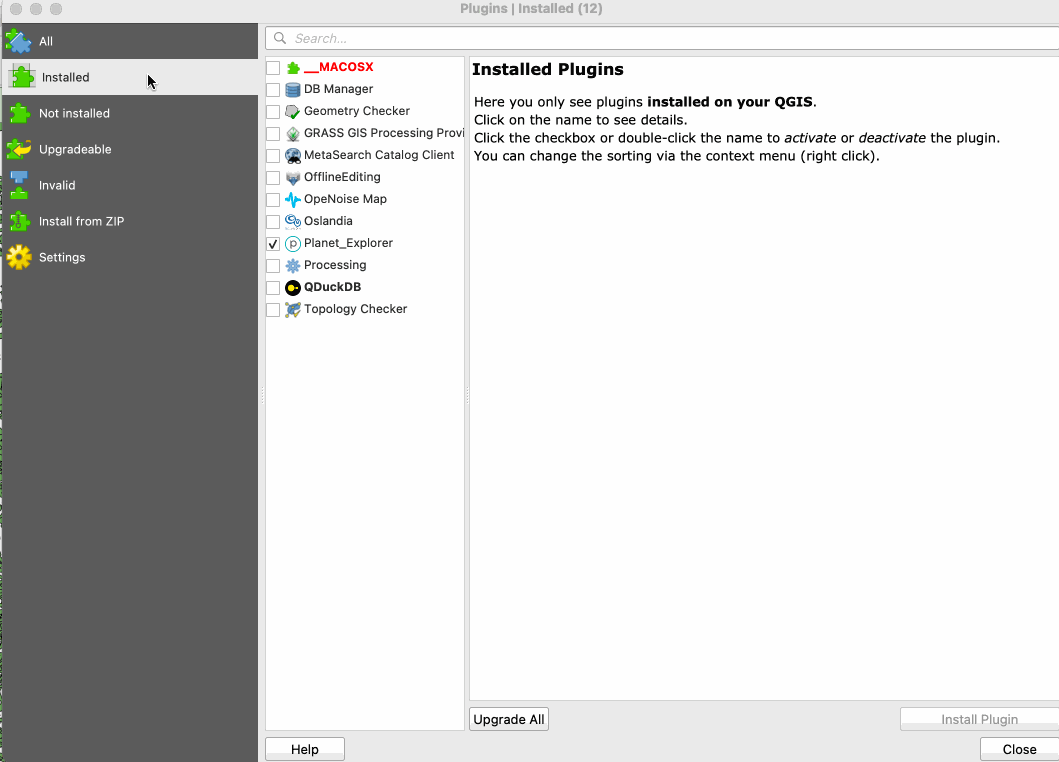 Plugins | Installed (12)
All
Installed
Not installed
Upgradeable
Invalid
Install from ZIP
Settings
Search...
__MACOSX
DB Manager
Geometry Checker
GRASS GIS Processing Provi
MetaSearch Catalog Client
OfflineEditing
OpeNoise Map
Oslandia
Planet_Explorer
Processing
QDuckDB
Topology Checker
Installed Plugins
Here you only see plugins installed on your QGIS.
Click on the name to see details.
Click the checkbox or double-click the name to activate or deactivate the plugin.
You can change the sorting via the context menu (right click).
Upgrade All
Install Plugin
Help
Close